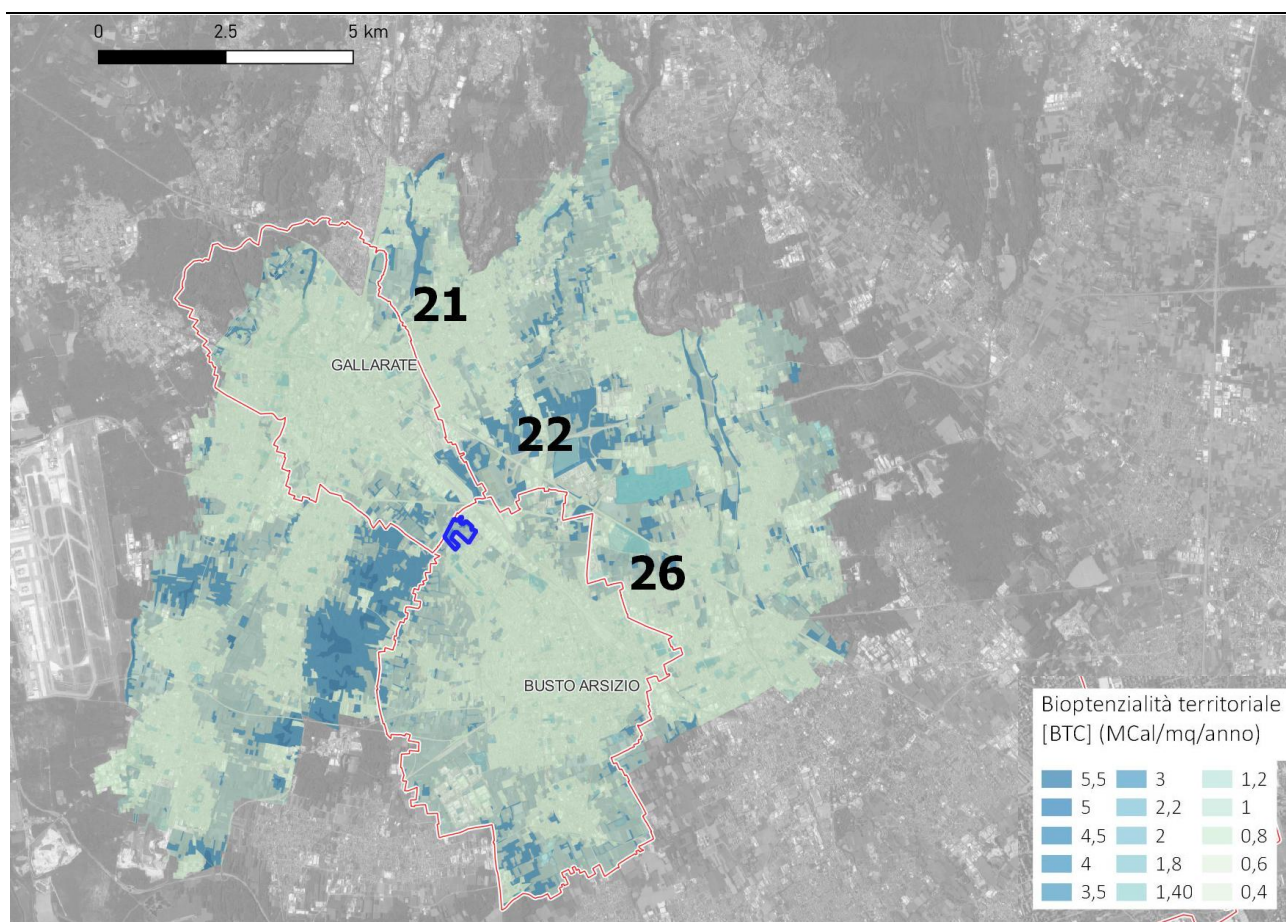 0 2.5 5 km
21
GALLARATE
22
26
BUSTO ARSIZIO
Bioptenzialità territoriale
[BTC] (MCal/mq/anno)
5,5 3 1,2
5 2,2 1
4,5 2 0,8
4 1,8 0,6
3,5 1,40 0,4